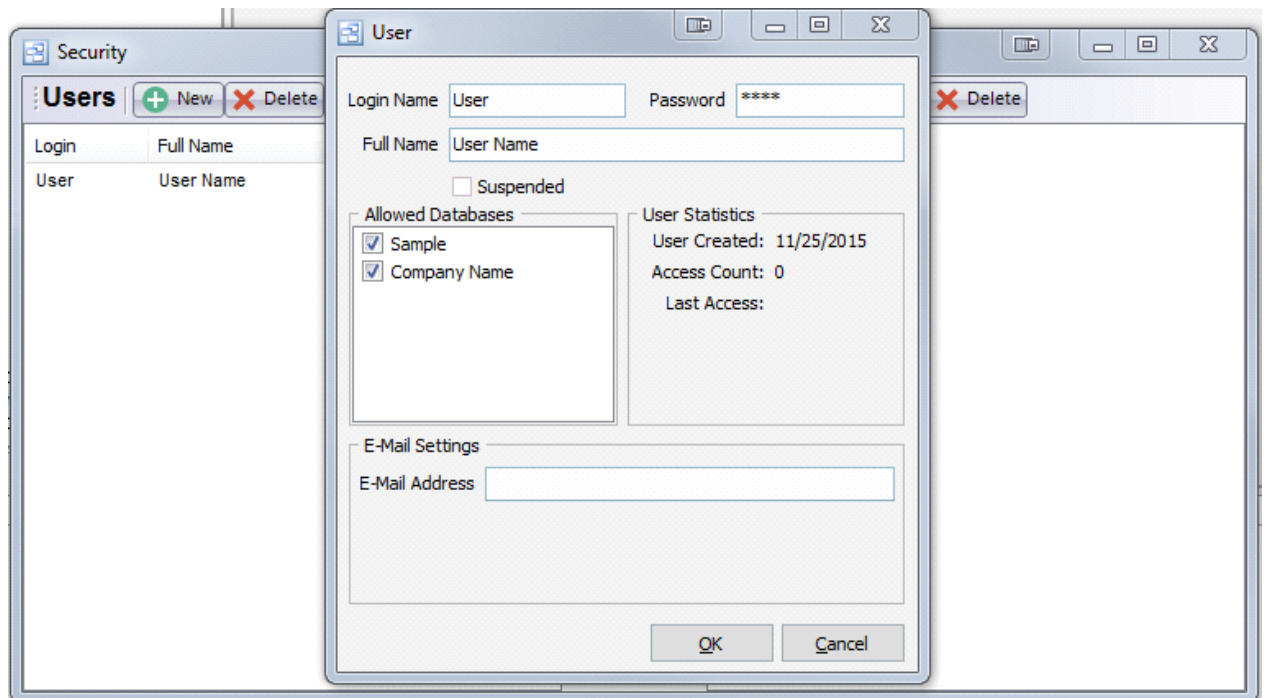 Security
Users New Delete
Login Full Name
User User Name
User
Login Name User Password ****
Full Name User Name
Suspended
Allowed Databases
Sample
Company Name
User Statistics
User Created: 11/25/2015
Access Count: 0
Last Access:
E-Mail Settings
E-Mail Address
OK Cancel
Delete